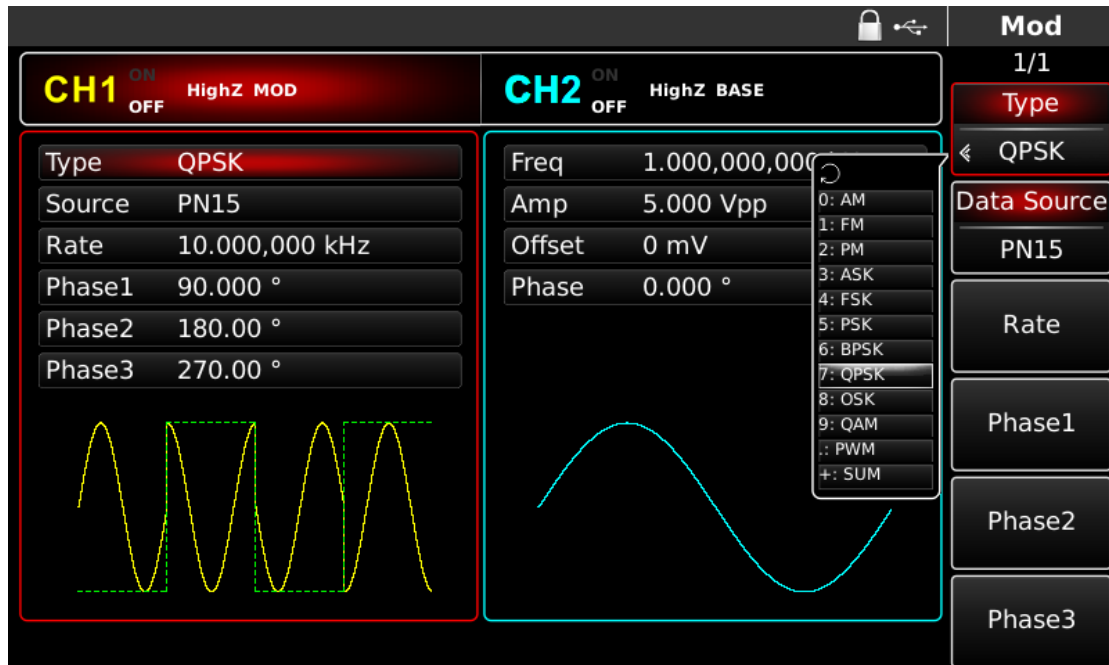 Mod
1/1
CH1 ON OFF HighZ MOD
CH2 ON OFF HighZ BASE
Type QPSK
Source PN15
Rate 10.000,000 kHz
Phase1 90.000 °
Phase2 180.00 °
Phase3 270.00 °
Freq 1.000,000,000
Amp 5.000 Vpp
Offset 0 mV
Phase 0.000 °
0: AM
1: FM
2: PM
3: ASK
4: FSK
5: PSK
6: BPSK
7: QPSK
8: OSK
9: QAM
.: PWM
+: SUM
Type
QPSK
Data Source
PN15
Rate
Phase1
Phase2
Phase3